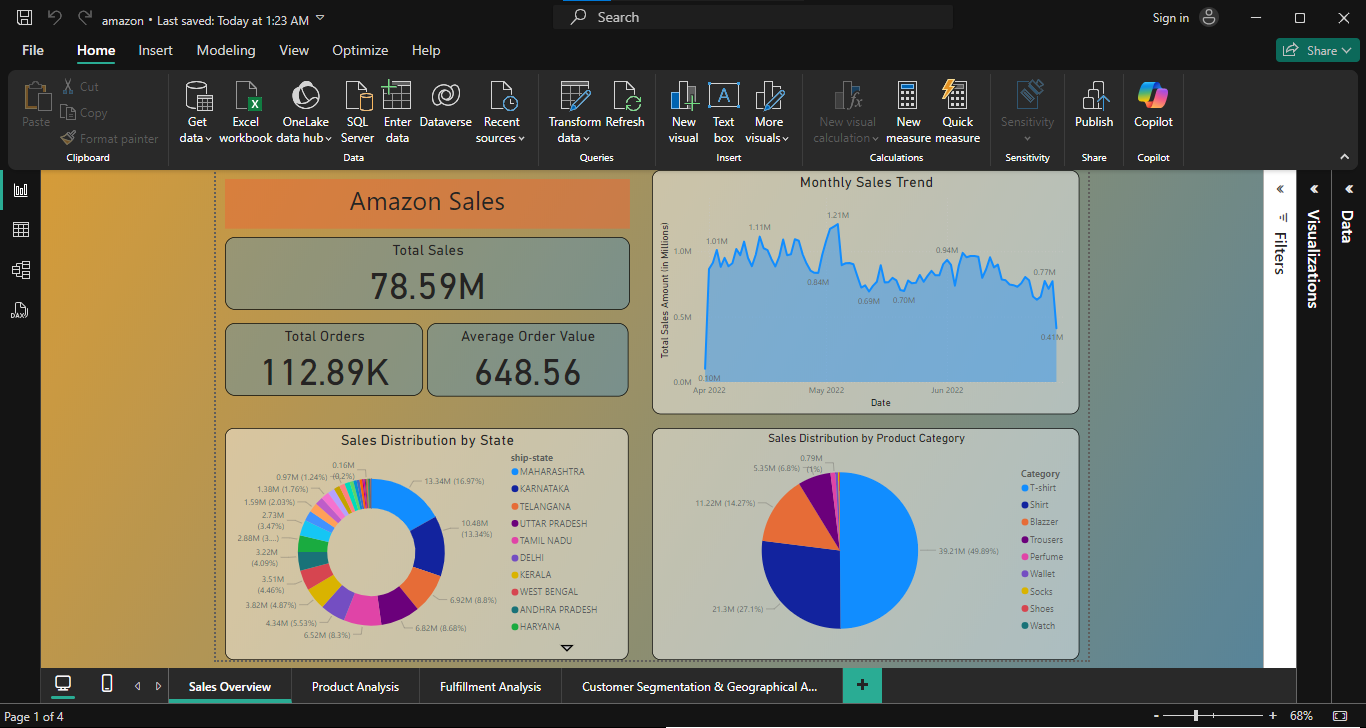 amazon • Last saved: Today at 1:23 AM
Search
Sign in
File
Home
Insert
Modeling
View
Optimize
Help
Share
Paste
Cut
Copy
Format painter
Clipboard
Get data
Excel workbook
OneLake data hub
SQL Server
Enter data
Dataverse
Recent sources
Data
Transform data
Refresh
Queries
New visual
Text box
More visuals
Insert
New visual calculation
New measure
Quick measure
Calculations
Sensitivity
Sensitivity
Publish
Share
Copilot
Copilot
DAX
Amazon Sales
Total Sales
78.59M
Total Orders
112.89K
Average Order Value
648.56
Monthly Sales Trend
Total Sales Amount (in Millions)
1.0M
0.5M
0.0M
0.10M
1.01M
1.11M
0.84M
1.21M
0.69M
0.70M
0.94M
0.77M
0.41M
Apr 2022
May 2022
Jun 2022
Date
Sales Distribution by State
13.34M (16.97%)
10.48M
(13.34%)
6.92M (8.8%)
6.82M (8.68%)
6.52M (8.3%)
4.34M (5.53%)
3.82M (4.87%)
3.51M
(4.46%)
3.22M
(4.09%)
2.88M (3...)
2.73M
(3.47%)
1.59M (2.03%)
1.38M (1.76%)
0.97M (1.24%)
0.16M
(0.2%)
ship-state
MAHARASHTRA
KARNATAKA
TELANGANA
UTTAR PRADESH
TAMIL NADU
DELHI
KERALA
WEST BENGAL
ANDHRA PRADESH
HARYANA
Sales Distribution by Product Category
39.21M (49.89%)
21.3M (27.1%)
11.22M (14.27%)
5.35M (6.8%)
0.79M
(1%)
Category
T-shirt
Shirt
Blazzer
Trousers
Perfume
Wallet
Socks
Shoes
Watch
Filters
Visualizations
Data
Sales Overview
Product Analysis
Fulfillment Analysis
Customer Segmentation & Geographical A...
Page 1 of 4
68%